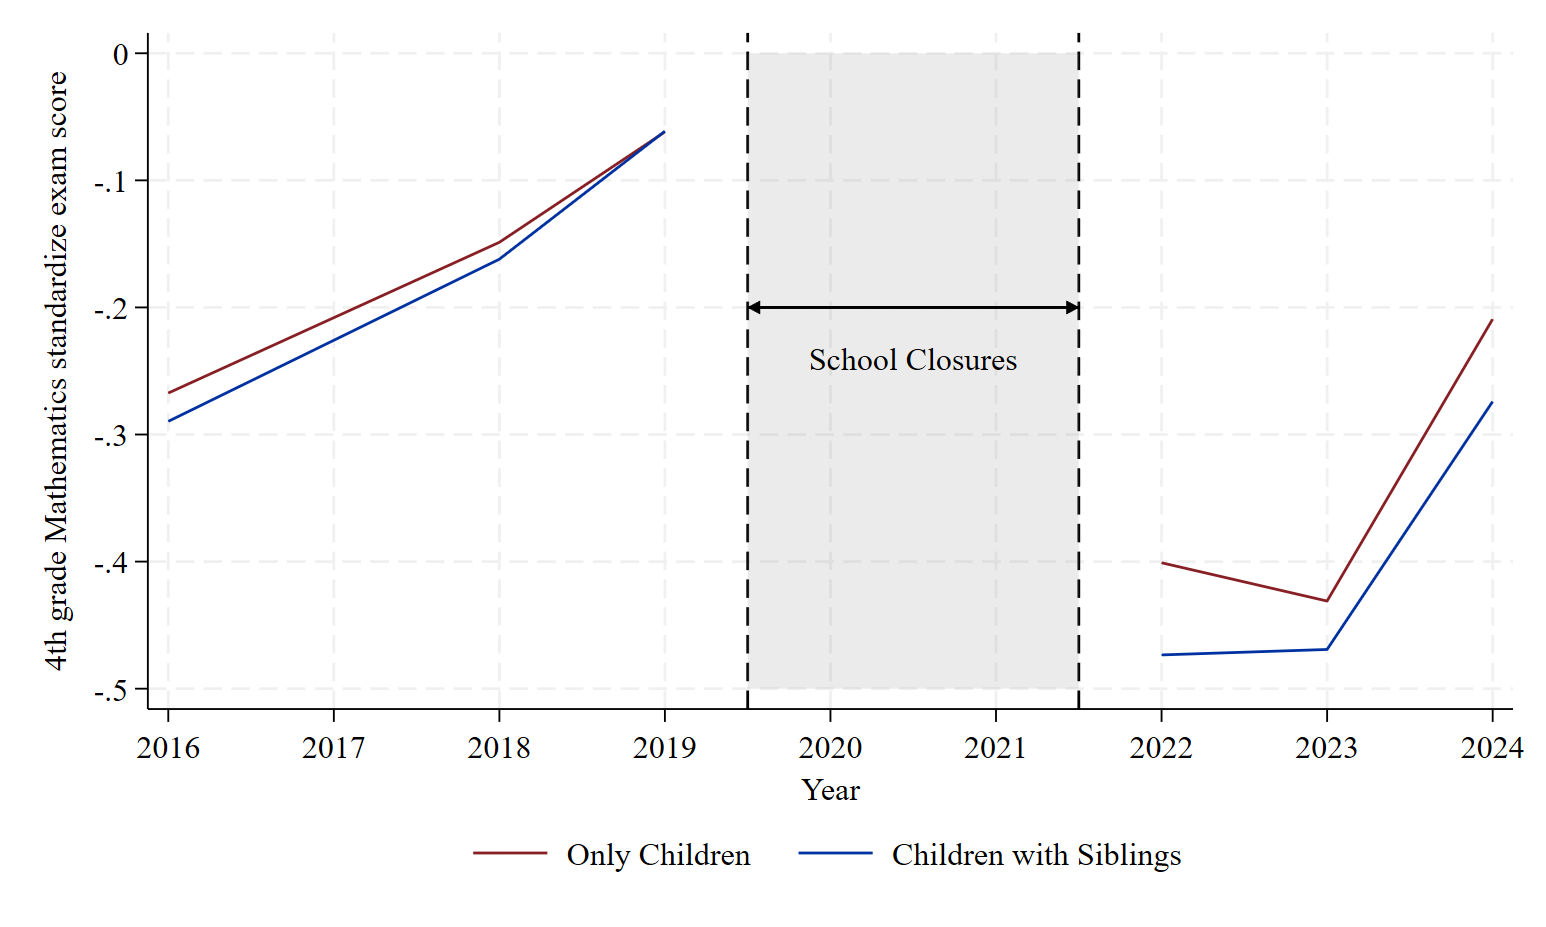 4th grade Mathematics standardize exam score
0
-.1
-.2
-.3
-.4
-.5
School Closures
2016 2017 2018 2019 2020 2021 2022 2023 2024
Year
Only Children Children with Siblings